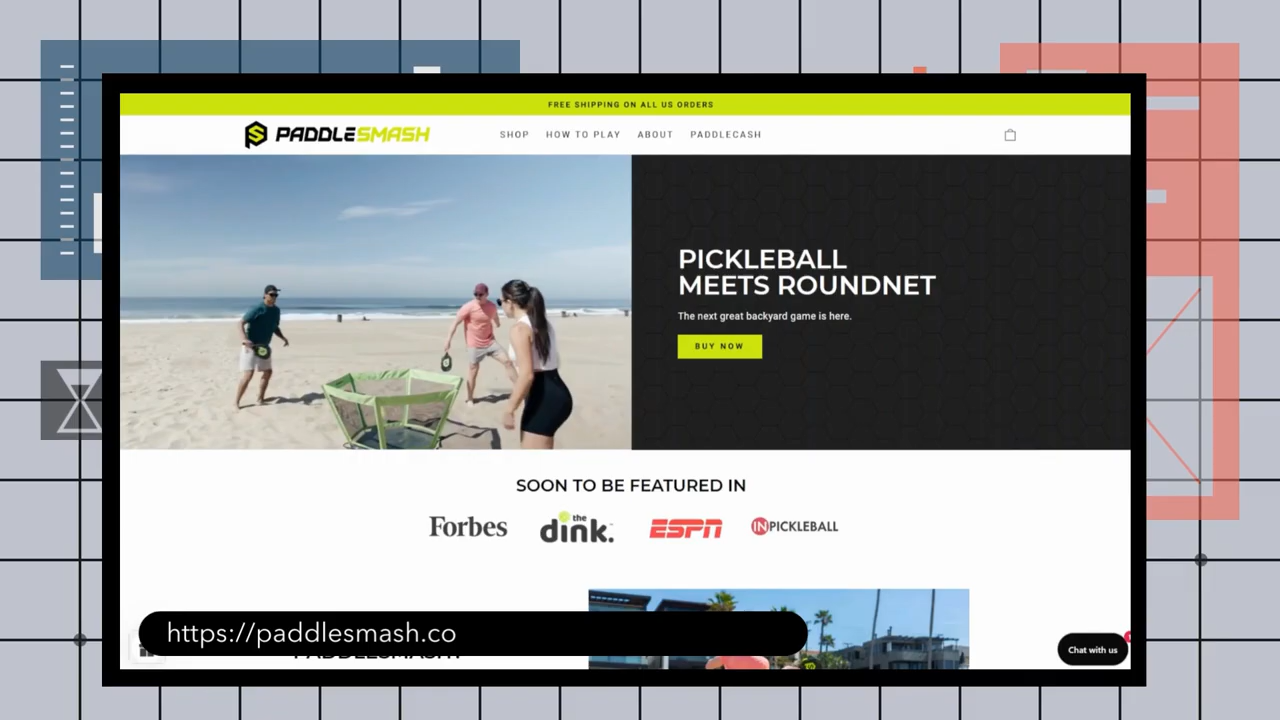 FREE SHIPPING ON ALL US ORDERS
PADDLESMASH
SHOP HOW TO PLAY ABOUT PADDLECASH
PICKLEBALL
MEETS ROUNDNET
The next great backyard game is here.
BUY NOW
SOON TO BE FEATURED IN
Forbes
the
dink.
ESPN
INPICKLEBALL
https://paddlesmash.co
Chat with us